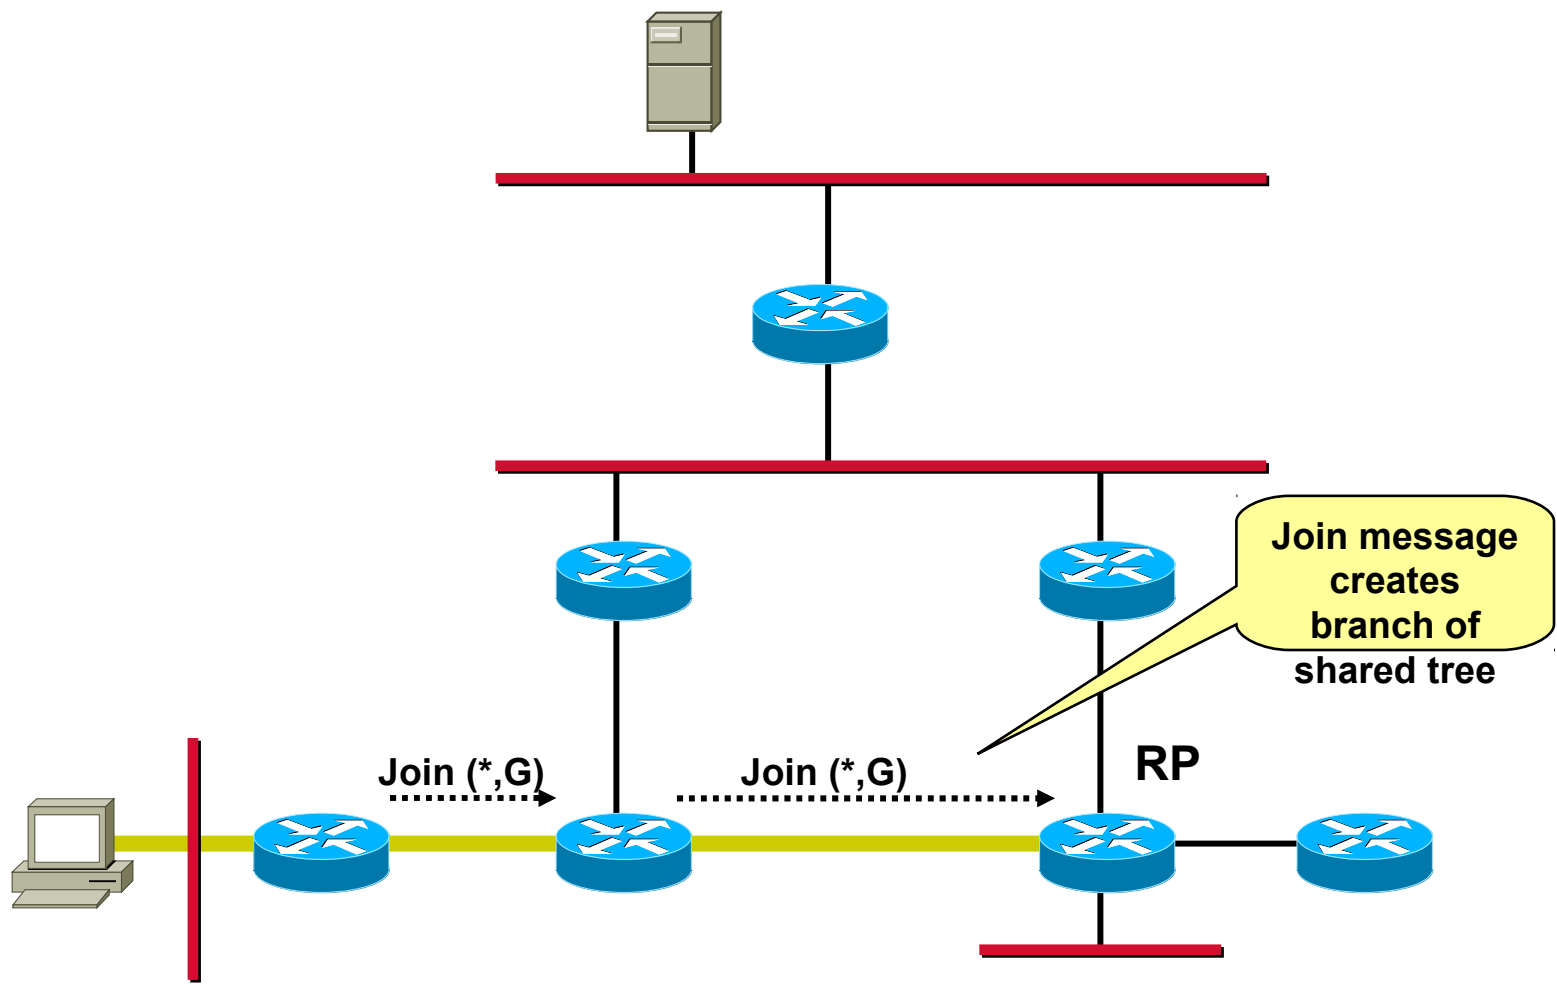 Join message
creates
branch of
shared tree
RP
Join (*,G)
Join (*,G)